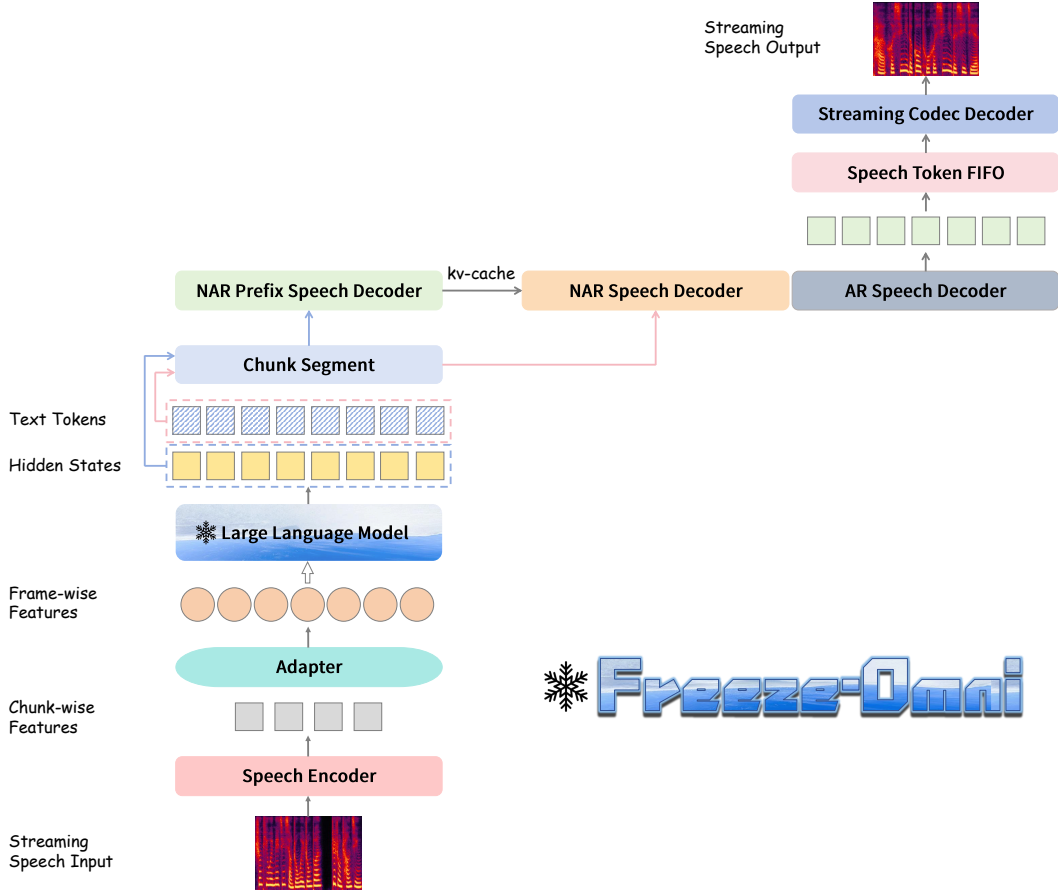 Streaming
Speech Output
Streaming Codec Decoder
Speech Token FIFO
NAR Prefix Speech Decoder
kv-cache
NAR Speech Decoder
AR Speech Decoder
Chunk Segment
Text Tokens
Hidden States
Large Language Model
Frame-wise
Features
Adapter
Freeze-Omni
Chunk-wise
Features
Speech Encoder
Streaming
Speech Input